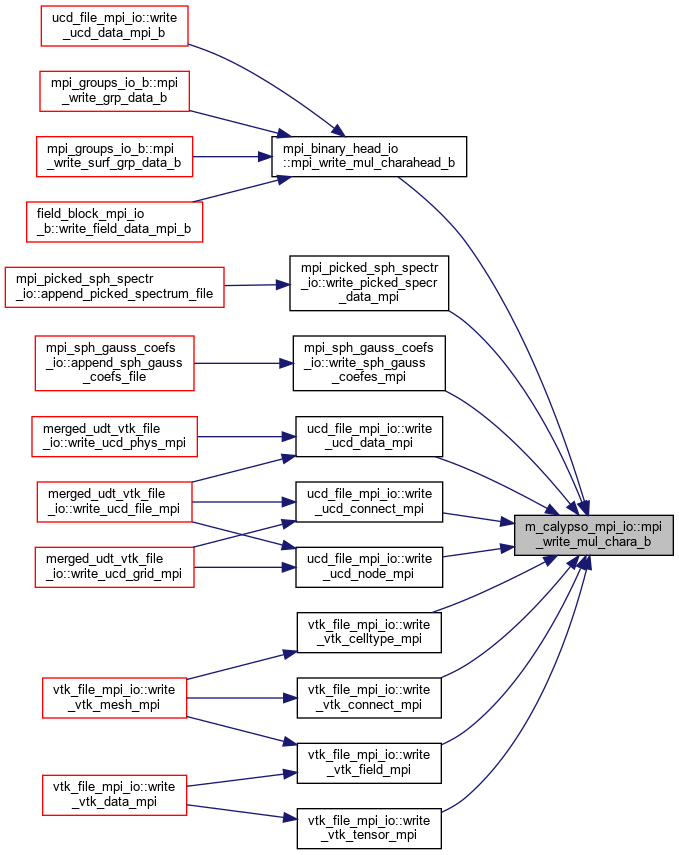 ucd_file_mpi_io::write
_ucd_data_mpi_b
mpi_groups_io_b::mpi
_write_grp_data_b
mpi_groups_io_b::mpi
_write_surf_grp_data_b
field_block_mpi_io
_b::write_field_data_mpi_b
mpi_binary_head_io
::mpi_write_mul_charahead_b
mpi_picked_sph_spectr
_io::append_picked_spectrum_file
mpi_picked_sph_spectr
_io::write_picked_specr
_data_mpi
mpi_sph_gauss_coefs
_io::append_sph_gauss
_coefs_file
mpi_sph_gauss_coefs
_io::write_sph_gauss
_coefes_mpi
merged_udt_vtk_file
_io::write_ucd_phys_mpi
ucd_file_mpi_io::write
_ucd_data_mpi
merged_udt_vtk_file
_io::write_ucd_file_mpi
ucd_file_mpi_io::write
_ucd_connect_mpi
merged_udt_vtk_file
_io::write_ucd_grid_mpi
ucd_file_mpi_io::write
_ucd_node_mpi
m_calypso_mpi_io::mpi
_write_mul_chara_b
vtk_file_mpi_io::write
_vtk_celltype_mpi
vtk_file_mpi_io::write
_vtk_mesh_mpi
vtk_file_mpi_io::write
_vtk_connect_mpi
vtk_file_mpi_io::write
_vtk_field_mpi
vtk_file_mpi_io::write
_vtk_data_mpi
vtk_file_mpi_io::write
_vtk_tensor_mpi